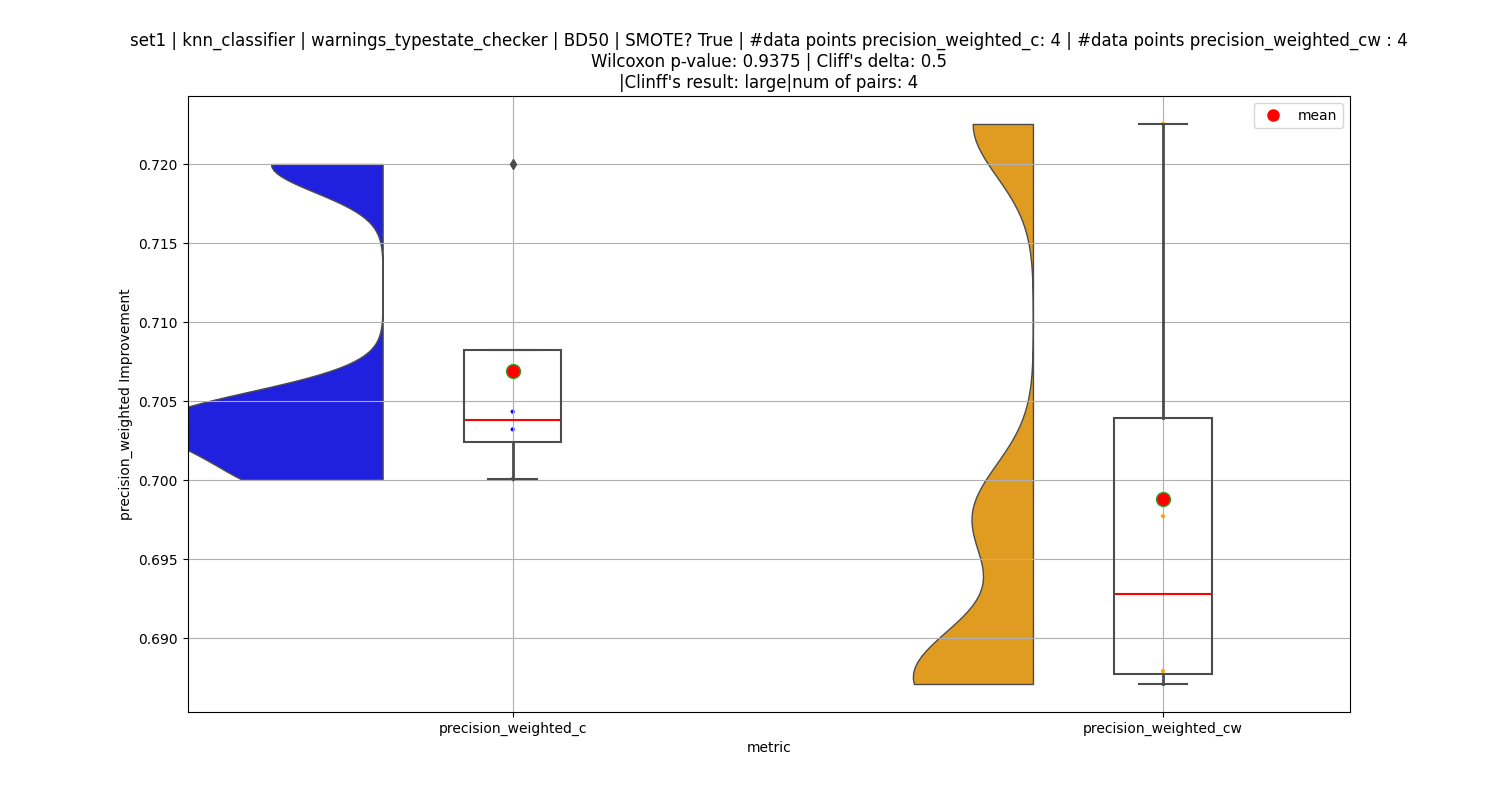 set1 | knn_classifier | warnings_typestate_checker | BD50 | SMOTE? True | #data points precision_weighted_c: 4 | #data points precision_weighted_cw : 4
Wilcoxon p-value: 0.9375 | Cliff's delta: 0.5
|Clinff's result: large|num of pairs: 4
mean
0.720
0.715
0.710
0.705
0.700
0.695
0.690
precision_weighted Improvement
precision_weighted_c
precision_weighted_cw
metric